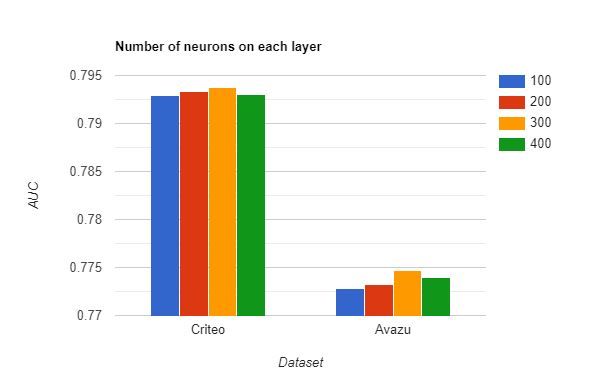 Number of neurons on each layer
0.795
0.79
0.785
0.78
0.775
0.77
AUC
Criteo
Avazu
Dataset
100
200
300
400